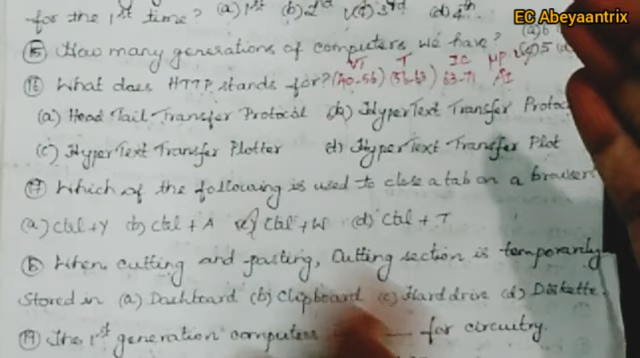 EC Abeyaantrix
for the 1st time? (a) 1st (b) 2nd (c) 3rd (d) 4th
(15) How many generations of computers we have? (a) 6
VT T IC MP (c) 5
(16) What does HTTP stands for? (40-56) (56-63) 63-71 AI
(a) Head Tail Transfer Protocol (b) HyperText Transfer
(c) HyperText Transfer Plotter (d) HyperText Transfer Plot
(17) Which of the following is used to close a tab on a browser
(a) Ctrl + Y (b) Ctrl + A (c) Ctrl + W (d) Ctrl + T
When cutting and pasting, Cutting section is temporarily
Stored in (a) Dashboard (b) Clipboard (c) Hard drive (d) Diskette.
(19) The 1st generation computers ___ for circuitry.